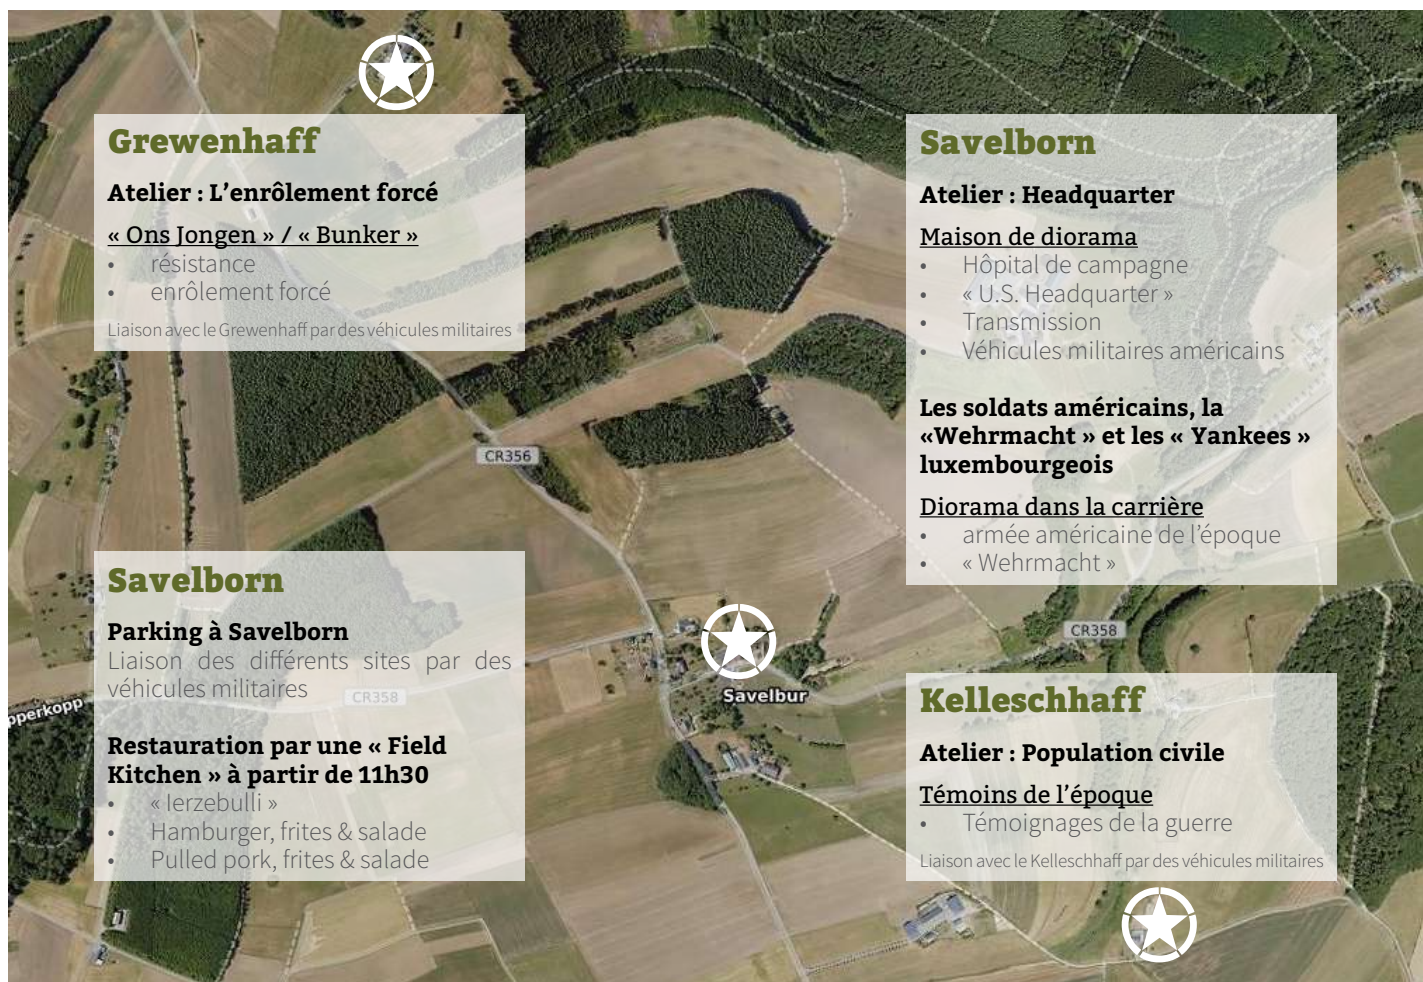 Grewenhaff
Atelier : L'enrôlement forcé
« Ons Jongen » / « Bunker »
• résistance
• enrôlement forcé
Liaison avec le Grewenhaff par des véhicules militaires
Savelborn
Atelier : Headquarter
Maison de diorama
• Hôpital de campagne
• « U.S. Headquarter »
• Transmission
• Véhicules militaires américains
Les soldats américains, la
«Wehrmacht » et les « Yankees »
luxembourgeois
Diorama dans la carrière
• armée américaine de l'époque
• « Wehrmacht »
CR356
Savelborn
Parking à Savelborn
Liaison des différents sites par des
véhicules militaires
CR358
pperkopp
Restauration par une « Field
Kitchen » à partir de 11h30
• « Ierzebulli »
• Hamburger, frites & salade
• Pulled pork, frites & salade
CR358
Savelbur
Kelleschhaff
Atelier : Population civile
Témoins de l'époque
• Témoignages de la guerre
Liaison avec le Kelleschhaff par des véhicules militaires